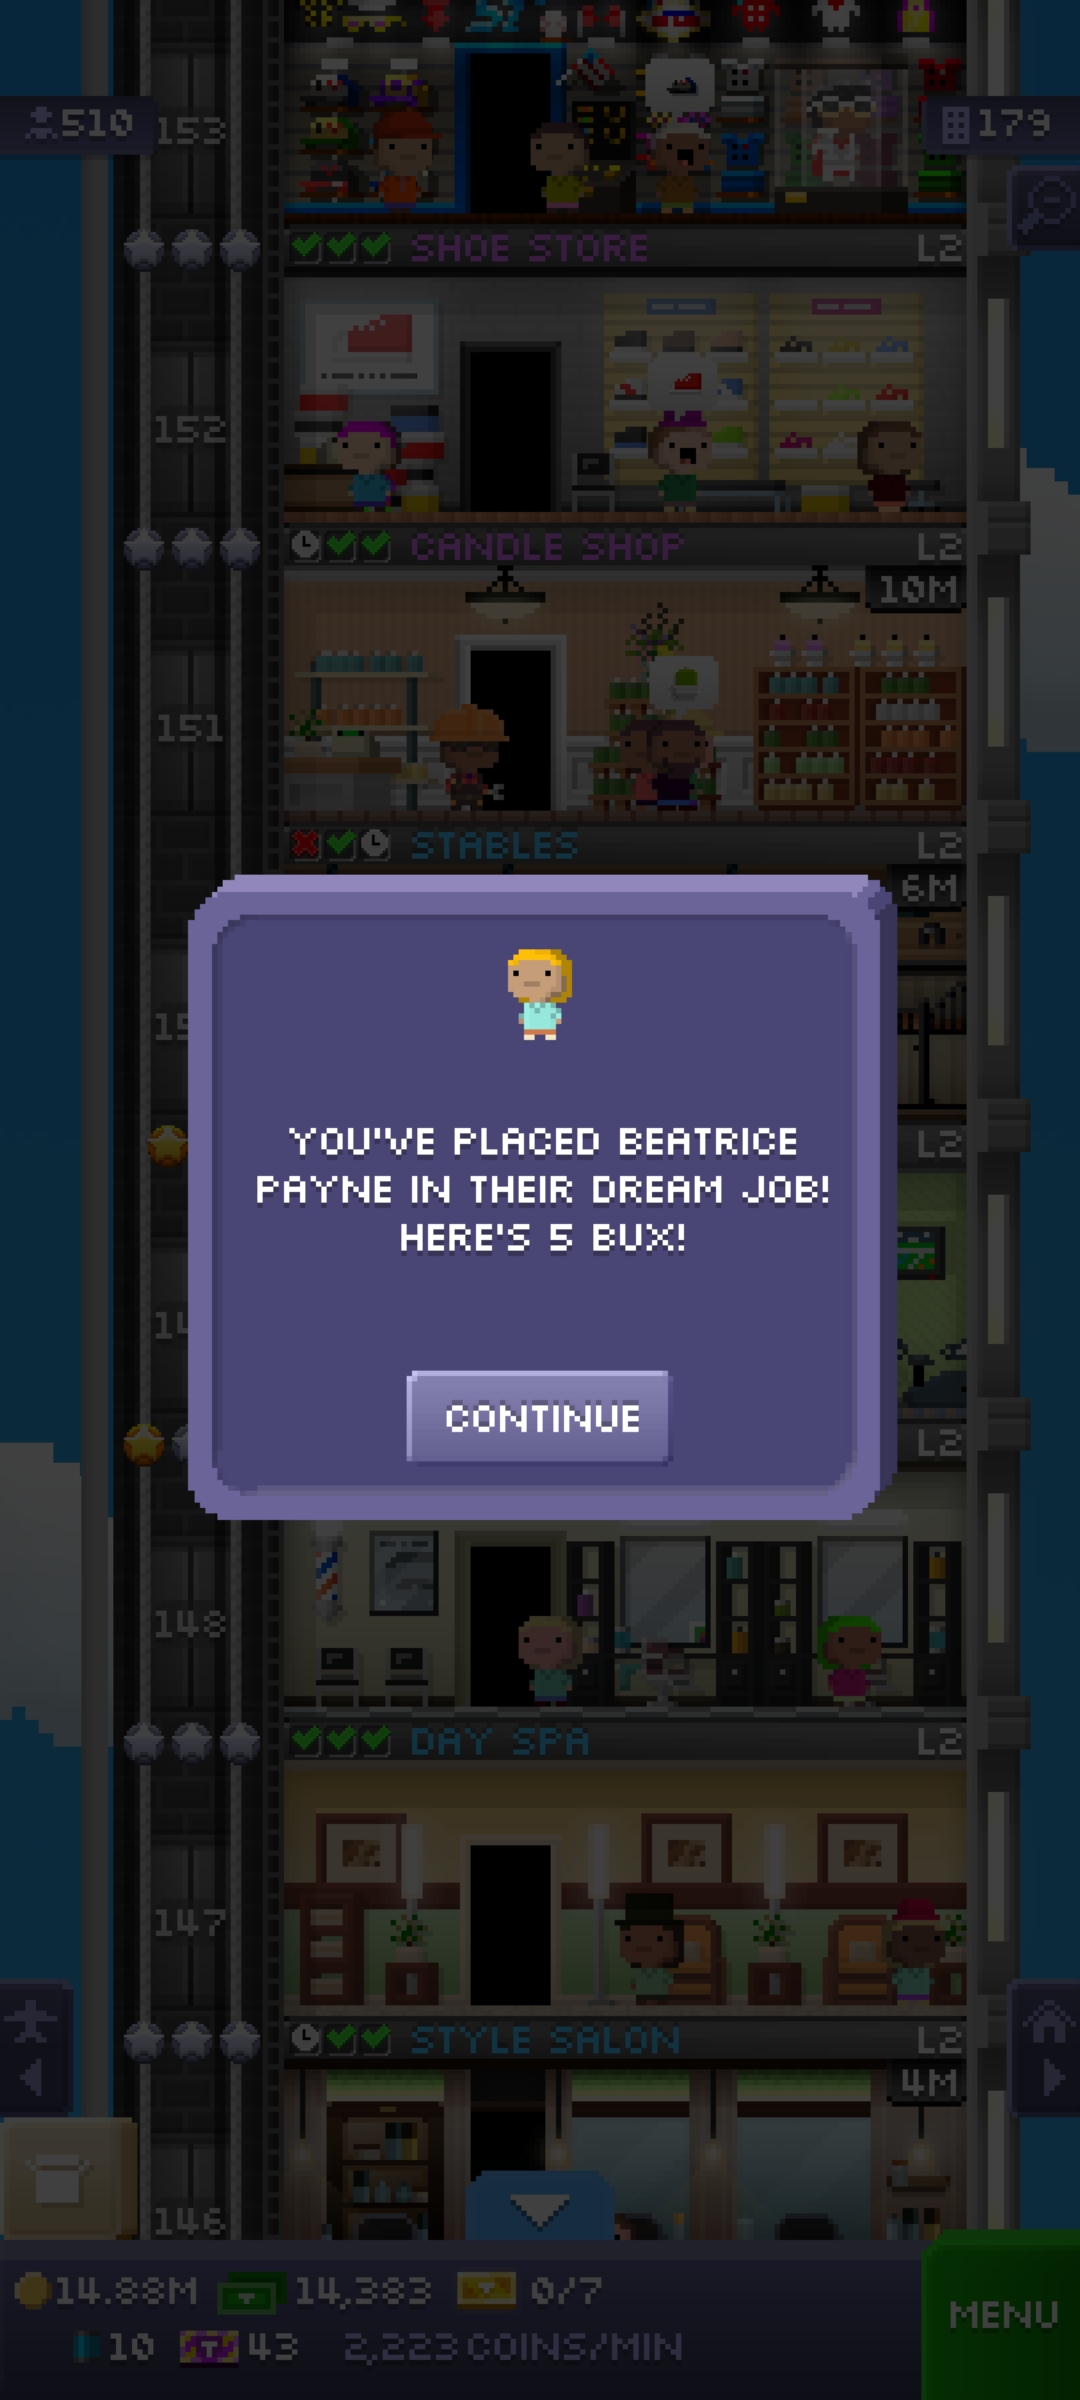 510
153
179
SHOE STORE L2
152
CANDLE SHOP L2
10M
151
STABLES L2
6M
L2
YOU'VE PLACED BEATRICE
PAYNE IN THEIR DREAM JOB!
HERE'S 5 BUX!
CONTINUE
L2
148
DAY SPA L2
147
STYLE SALON L2
4M
146
14.88M 14,383 0/7
10 T 43 2,223 COINS/MIN
MENU